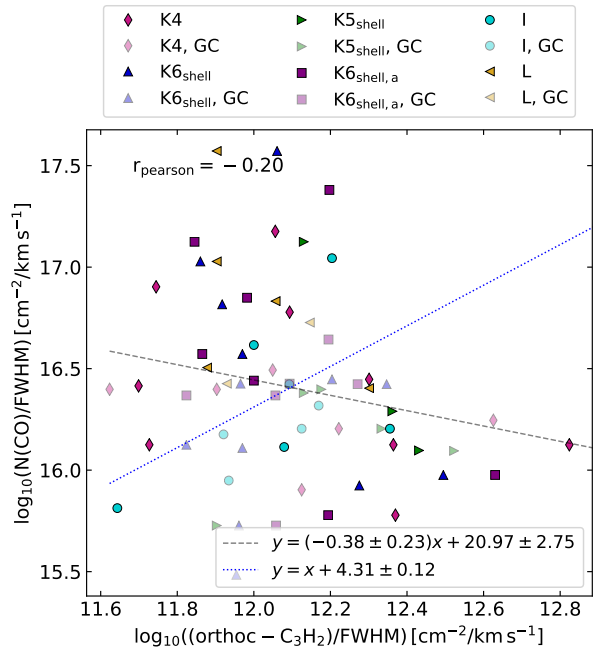 K4 K5shell I
K4, GC K5shell, GC I, GC
K6shell K6shell, a L
K6shell, GC K6shell, a, GC L, GC
rpearson = −0.20
17.5
17.0
16.5
16.0
15.5
log10(N(CO)/FWHM) [cm−2/km s−1]
y = (−0.38 ± 0.23)x + 20.97 ± 2.75
y = x + 4.31 ± 0.12
11.6 11.8 12.0 12.2 12.4 12.6 12.8
log10((orthoc − C3H2)/FWHM) [cm−2/km s−1]